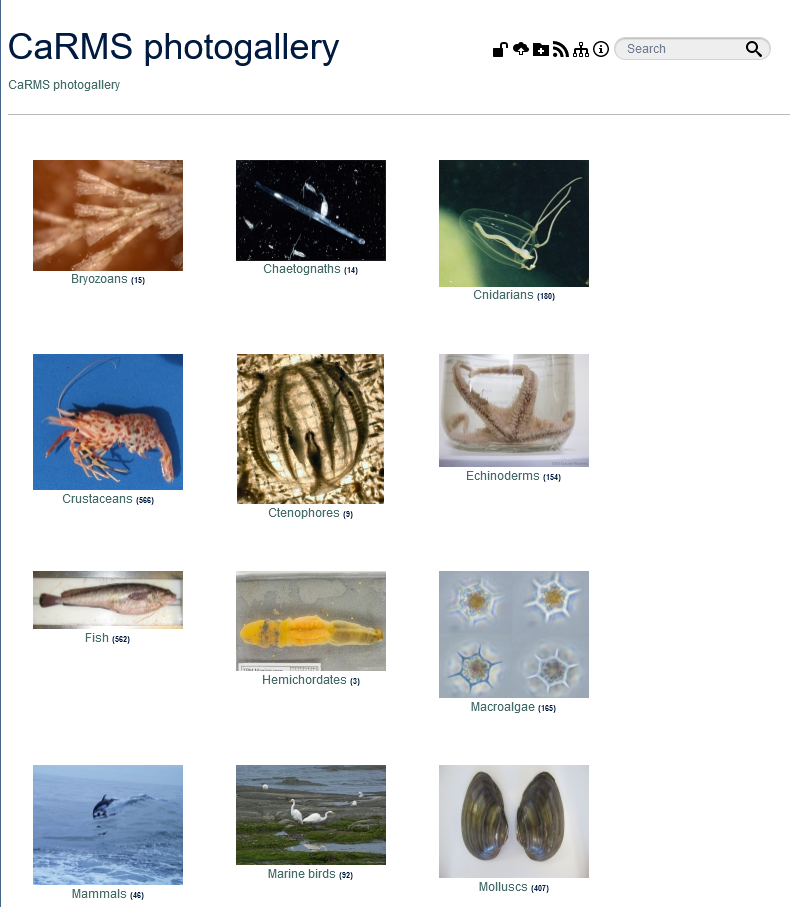 CaRMS photogallery
Search
CaRMS photogallery
Bryozoans (15)
Chaetognaths (14)
Cnidarians (180)
Crustaceans (566)
Ctenophores (9)
Echinoderms (154)
Fish (562)
Hemichordates (3)
Macroalgae (165)
Mammals (46)
Marine birds (92)
Molluscs (407)